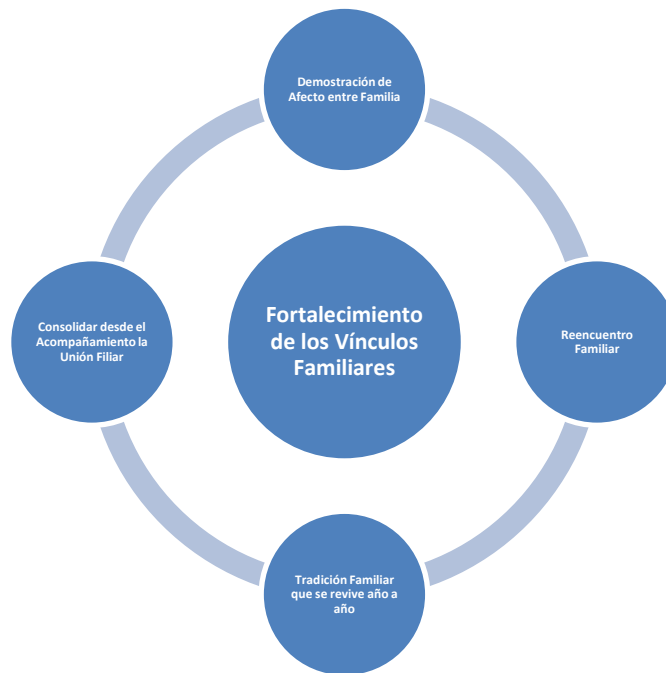 Demostración de
Afecto entre Familia
Consolidar desde el
Acompañamiento la
Unión Filiar
Fortalecimiento
de los Vínculos
Familiares
Reencuentro
Familiar
Tradición Familiar
que se revive año a
año